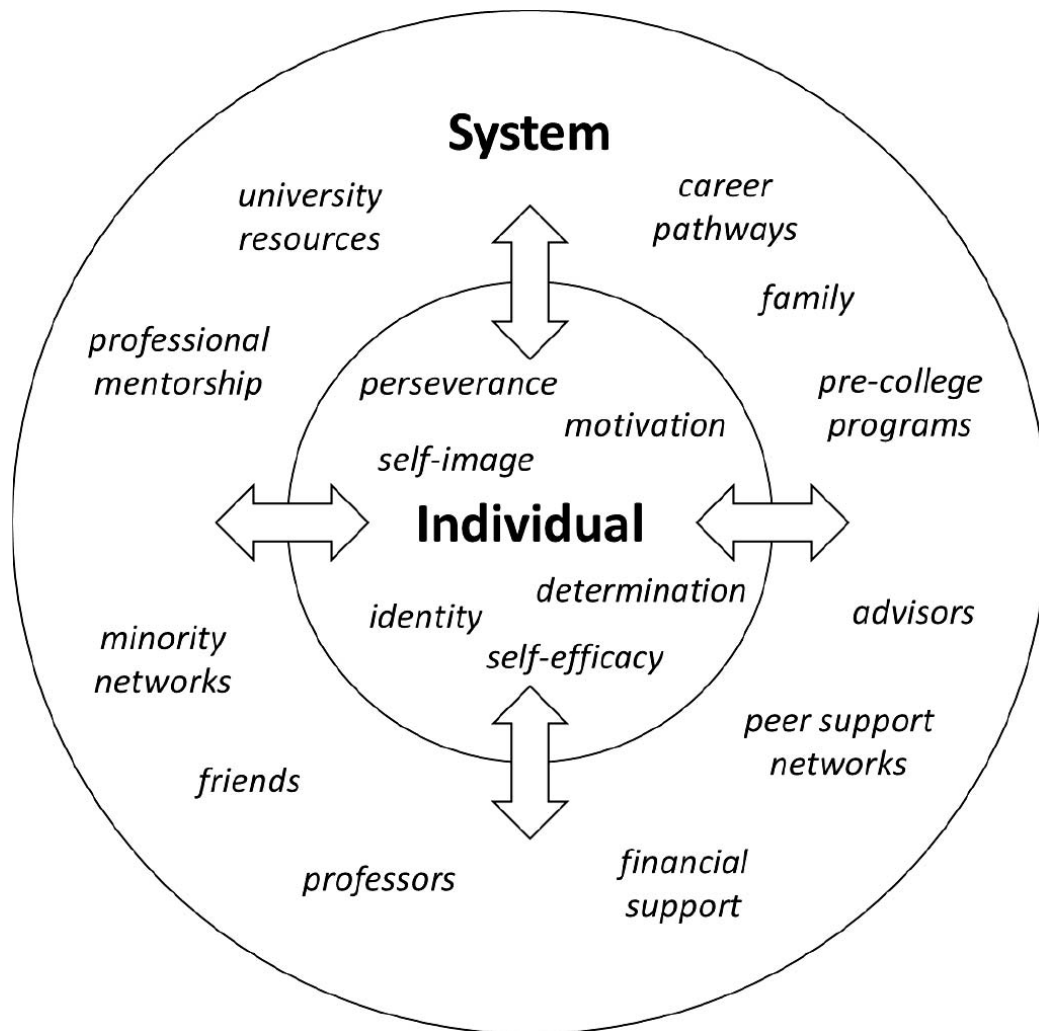 System
university
resources
career
pathways
family
professional
mentorship
pre-college
programs
perseverance
motivation
self-image
Individual
determination
identity
self-efficacy
advisors
minority
networks
peer support
networks
friends
professors
financial
support